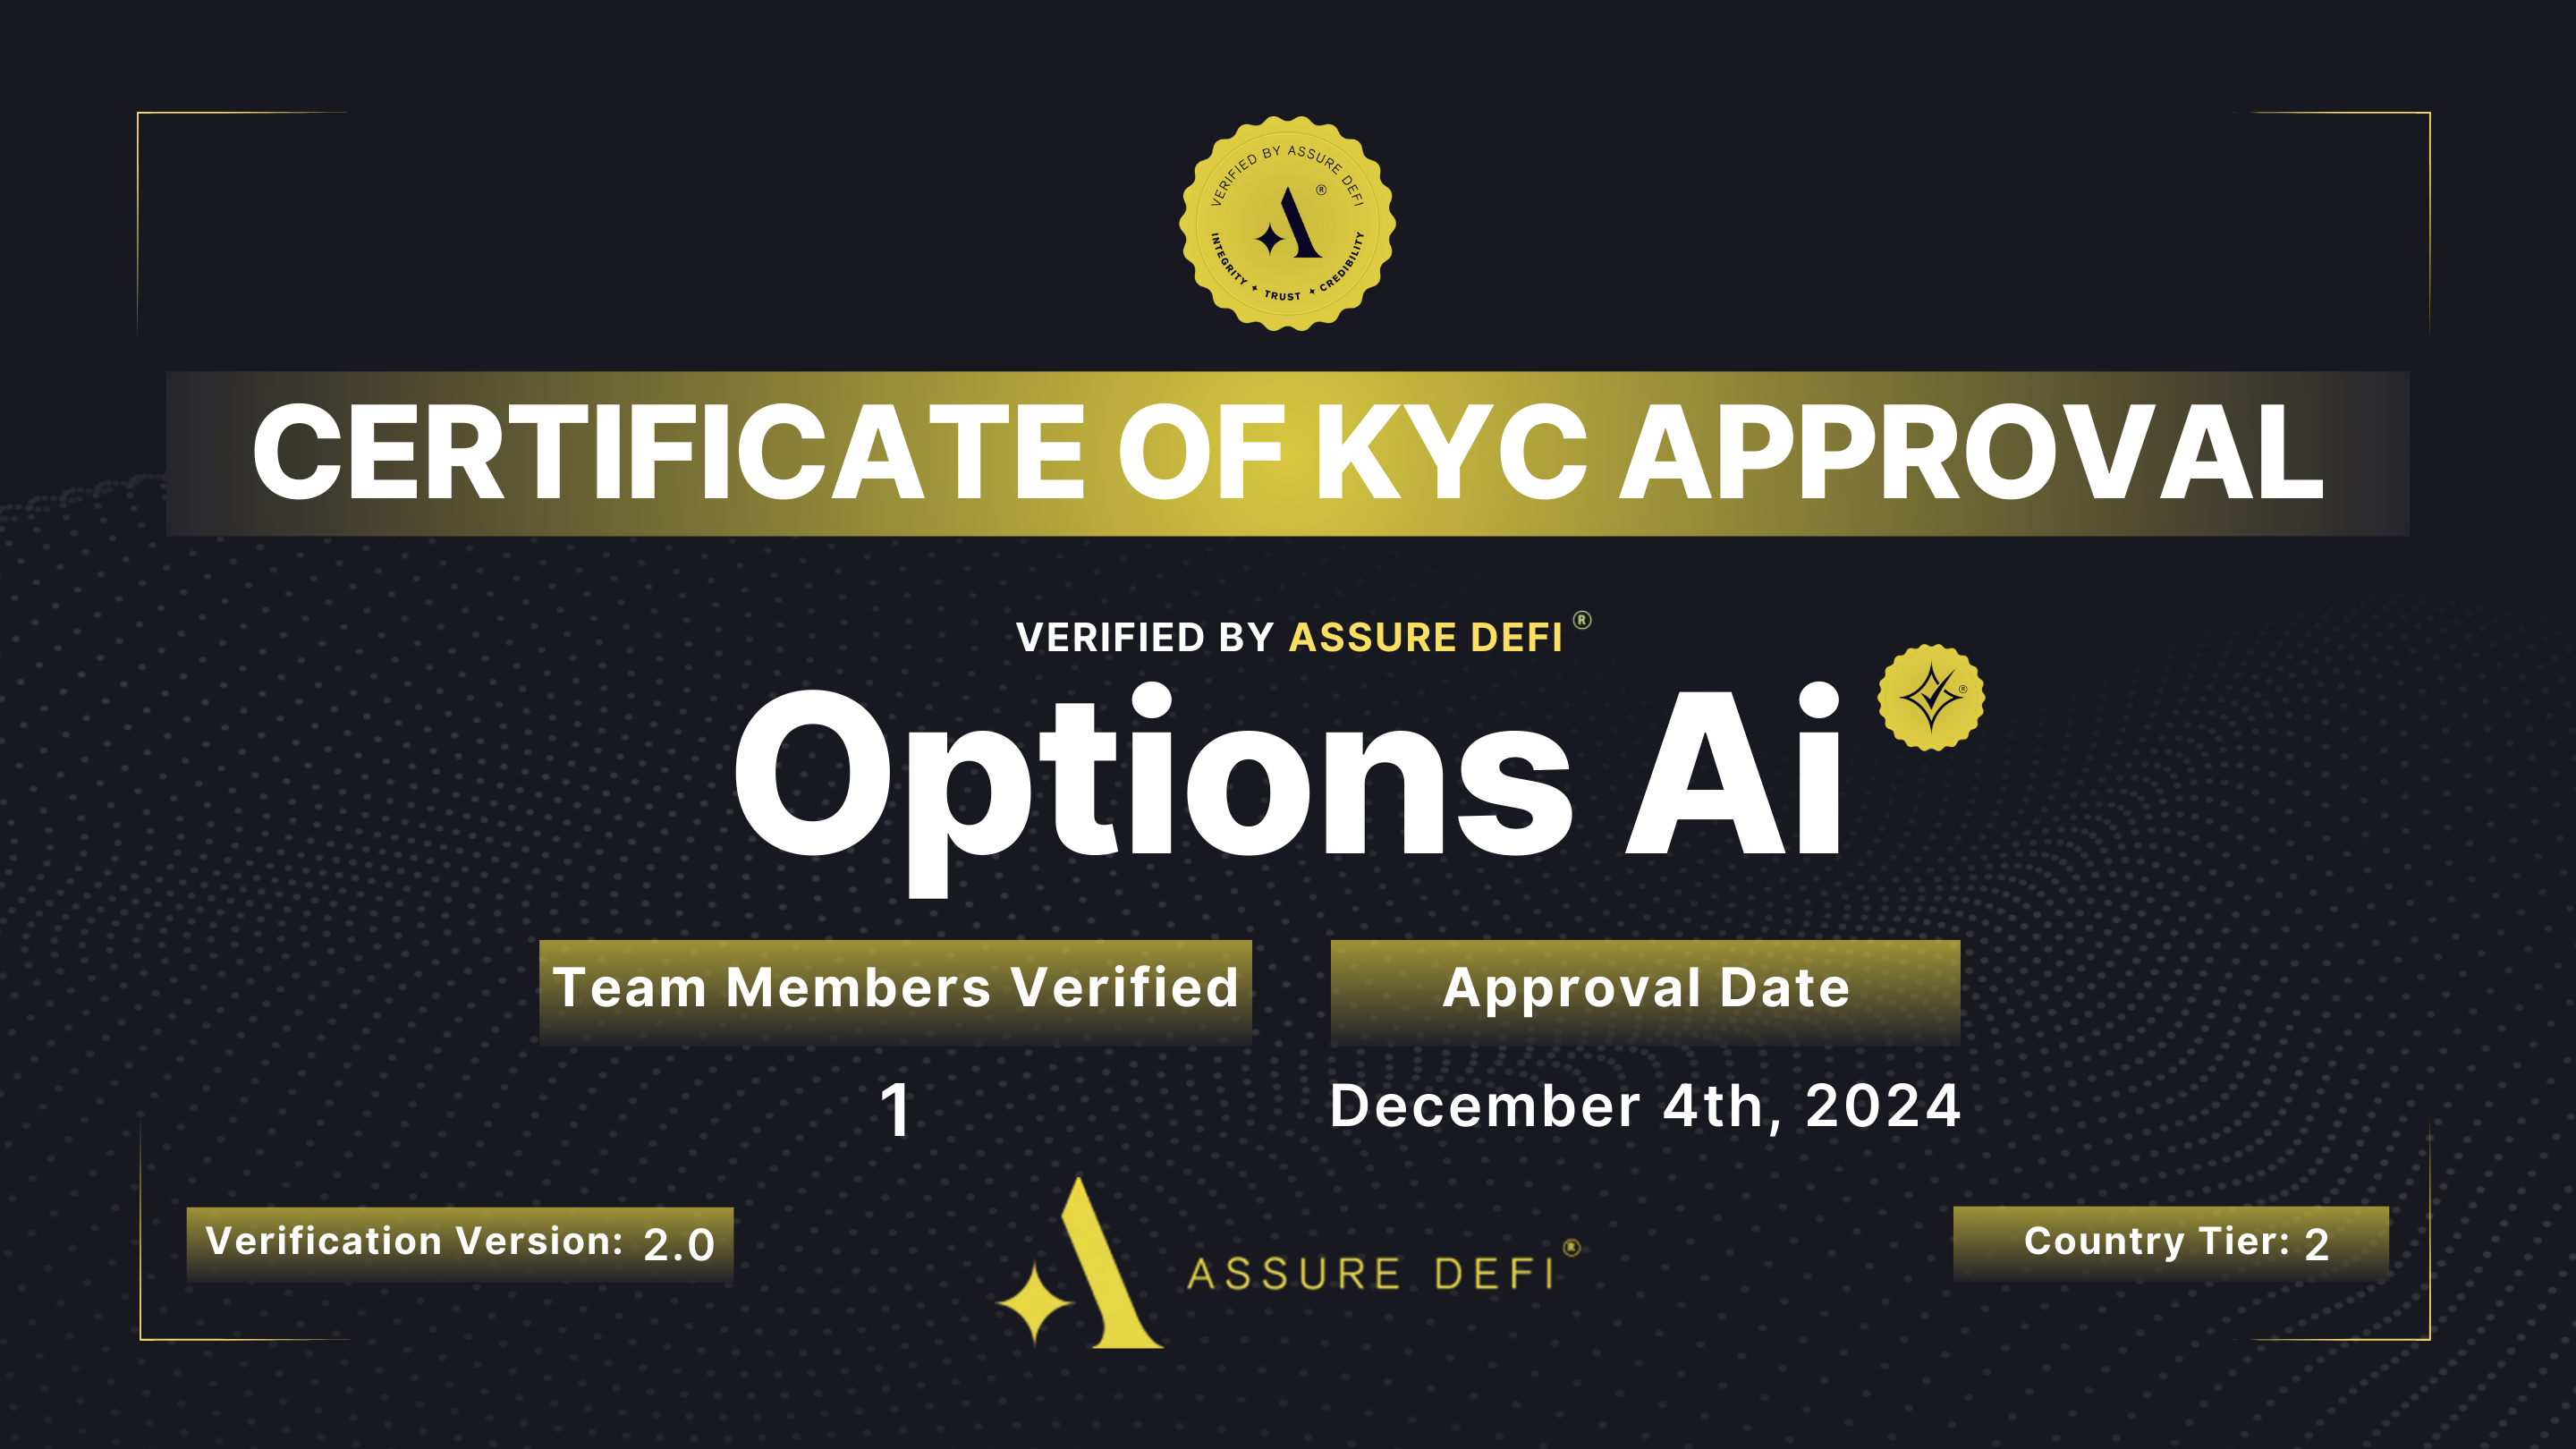 VERIFIED BY ASSURE DEFI
®
INTEGRITY ✦ TRUST ✦ CREDIBILITY
CERTIFICATE OF KYC APPROVAL
VERIFIED BY ASSURE DEFI ®
Options Ai
®
Team Members Verified
1
Approval Date
December 4th, 2024
Verification Version: 2.0
ASSURE DEFI ®
Country Tier: 2